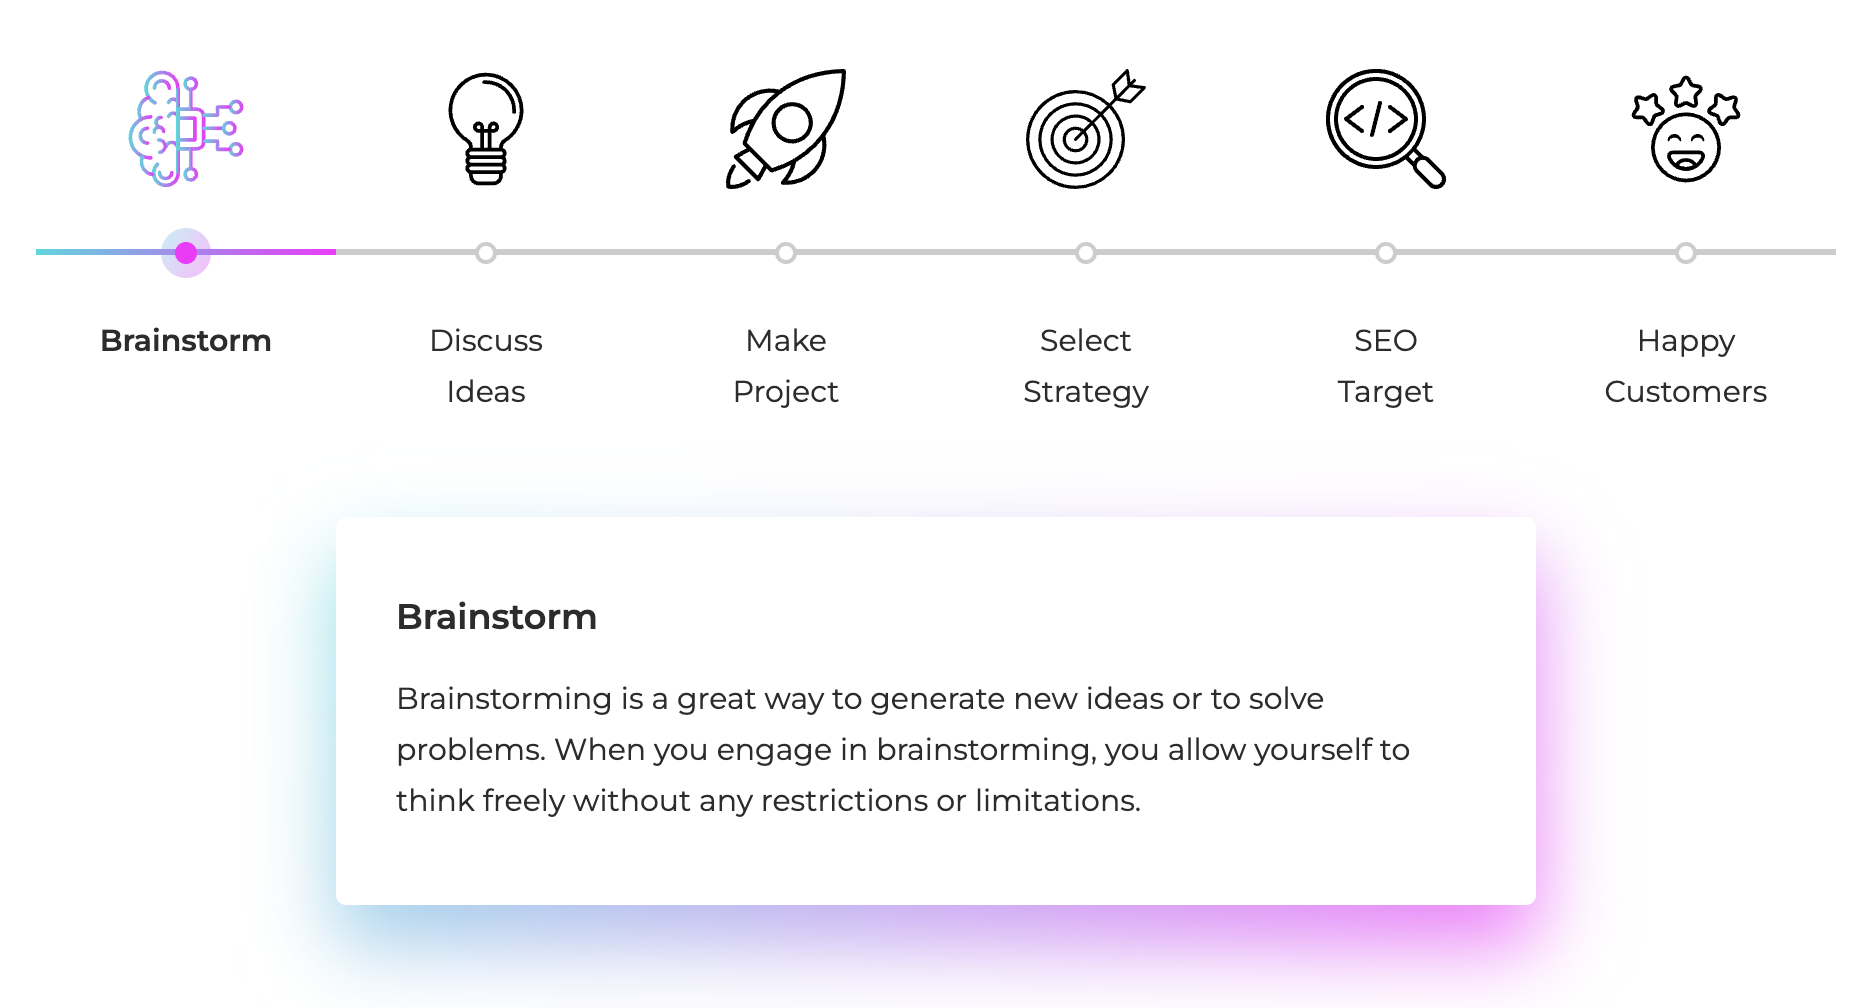 Brainstorm
Discuss
Ideas
Make
Project
Select
Strategy
SEO
Target
Happy
Customers
Brainstorm
Brainstorming is a great way to generate new ideas or to solve
problems. When you engage in brainstorming, you allow yourself to
think freely without any restrictions or limitations.